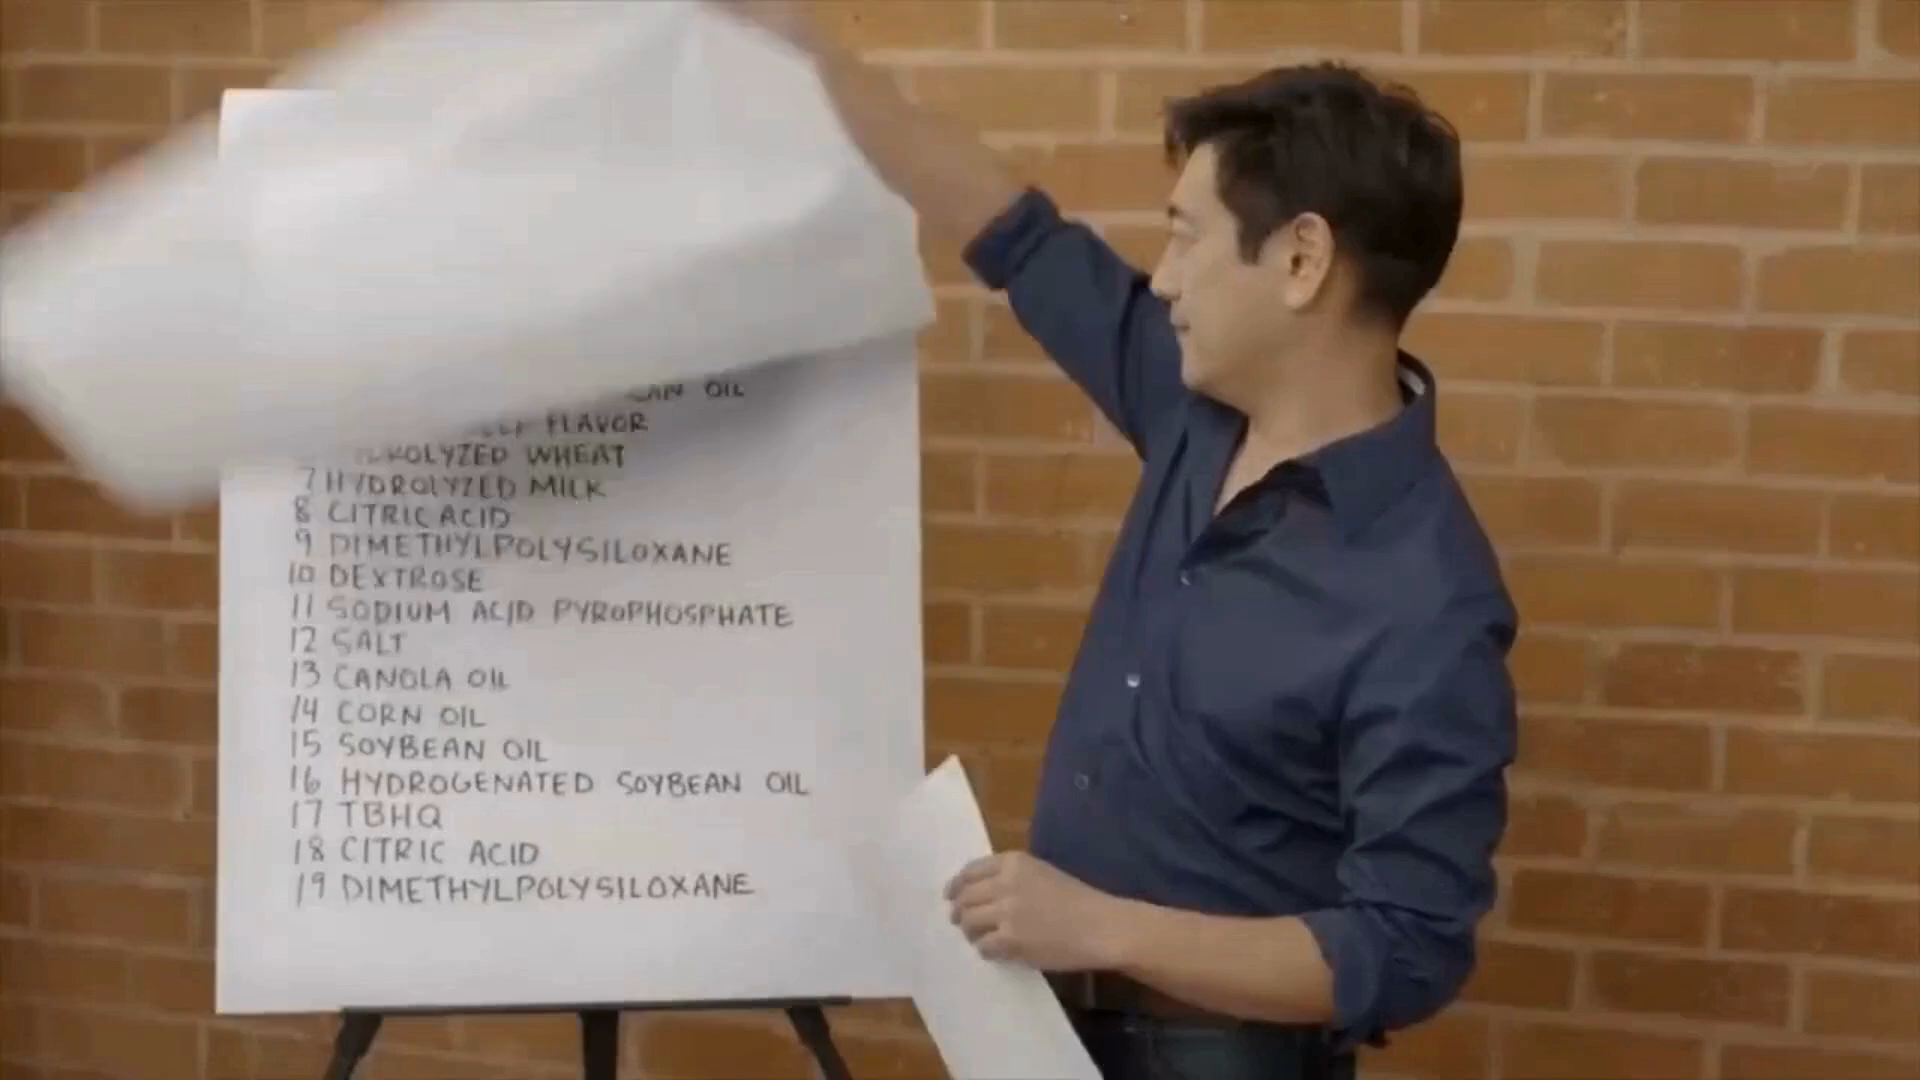 OIL
FLAVOR
WHEAT
7 HYDROLYZED MILK
8 CITRIC ACID
9 DIMETHYLPOLYSILOXANE
10 DEXTROSE
11 SODIUM ACID PYROPHOSPHATE
12 SALT
13 CANOLA OIL
14 CORN OIL
15 SOYBEAN OIL
16 HYDROGENATED SOYBEAN OIL
17 TBHQ
18 CITRIC ACID
19 DIMETHYLPOLYSILOXANE